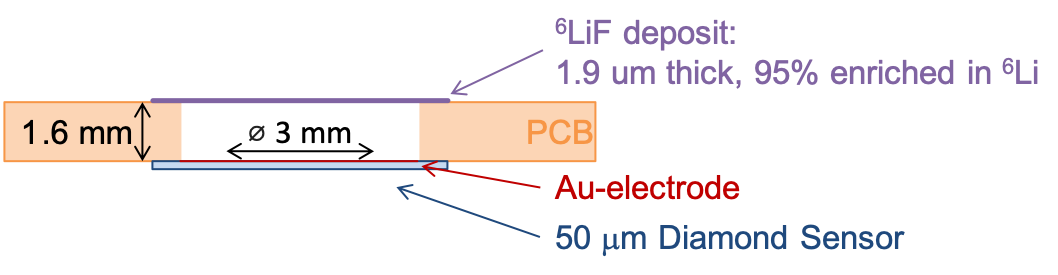 ⁶LiF deposit:
1.9 um thick, 95% enriched in ⁶Li
1.6 mm
⌀ 3 mm
PCB
Au-electrode
50 μm Diamond Sensor